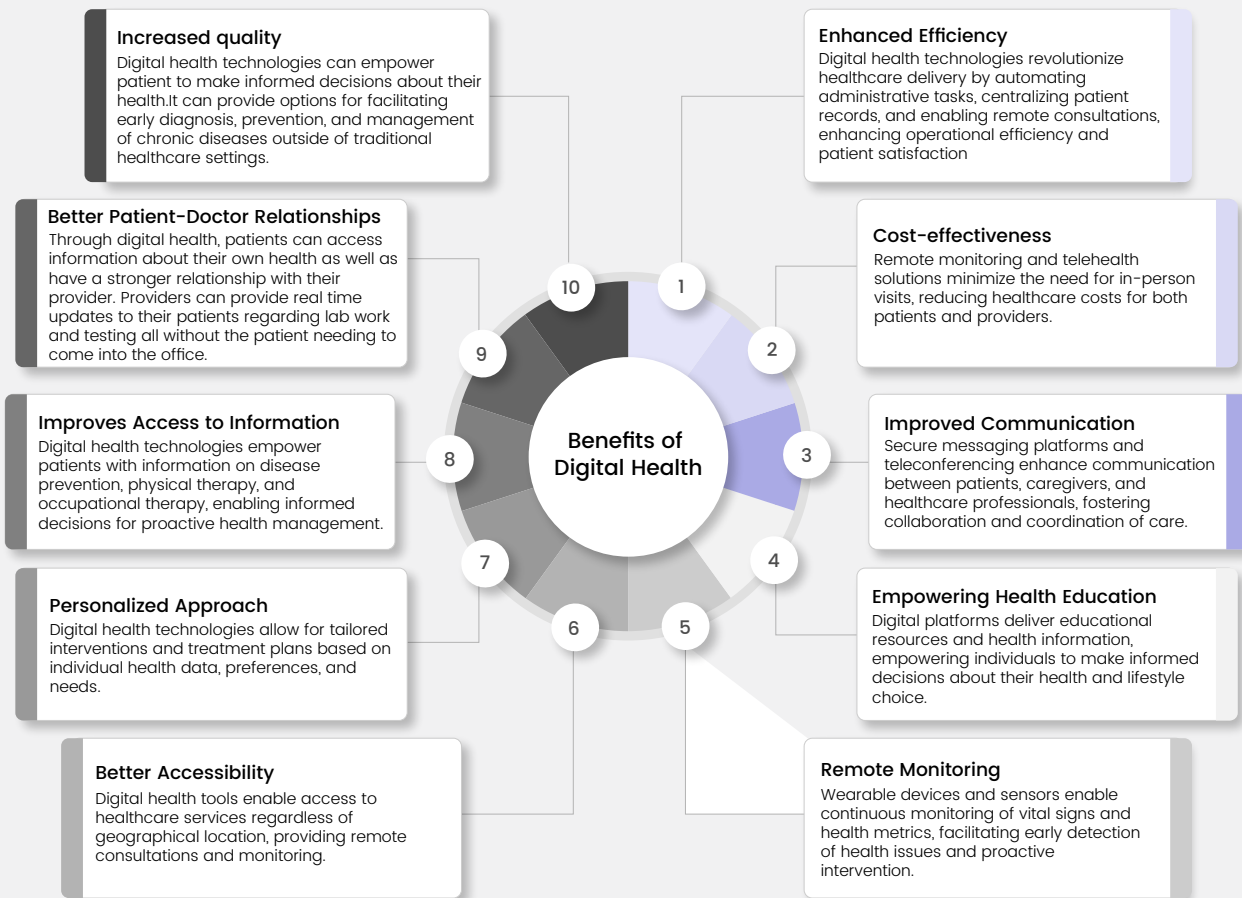 Increased quality
Digital health technologies can empower
patient to make informed decisions about their
health.It can provide options for facilitating
early diagnosis, prevention, and management
of chronic diseases outside of traditional
healthcare settings.
Better Patient-Doctor Relationships
Through digital health, patients can access
information about their own health as well as
have a stronger relationship with their
provider. Providers can provide real time
updates to their patients regarding lab work
and testing all without the patient needing to
come into the office.
Improves Access to Information
Digital health technologies empower
patients with information on disease
prevention, physical therapy, and
occupational therapy, enabling informed
decisions for proactive health management.
Personalized Approach
Digital health technologies allow for tailored
interventions and treatment plans based on
individual health data, preferences, and
needs.
Better Accessibility
Digital health tools enable access to
healthcare services regardless of
geographical location, providing remote
consultations and monitoring.
10
9
8
7
6
Benefits of
Digital Health
1
2
3
4
5
Enhanced Efficiency
Digital health technologies revolutionize
healthcare delivery by automating
administrative tasks, centralizing patient
records, and enabling remote consultations,
enhancing operational efficiency and
patient satisfaction
Cost-effectiveness
Remote monitoring and telehealth
solutions minimize the need for in-person
visits, reducing healthcare costs for both
patients and providers.
Improved Communication
Secure messaging platforms and
teleconferencing enhance communication
between patients, caregivers, and
healthcare professionals, fostering
collaboration and coordination of care.
Empowering Health Education
Digital platforms deliver educational
resources and health information,
empowering individuals to make informed
decisions about their health and lifestyle
choice.
Remote Monitoring
Wearable devices and sensors enable
continuous monitoring of vital signs and
health metrics, facilitating early detection
of health issues and proactive
intervention.